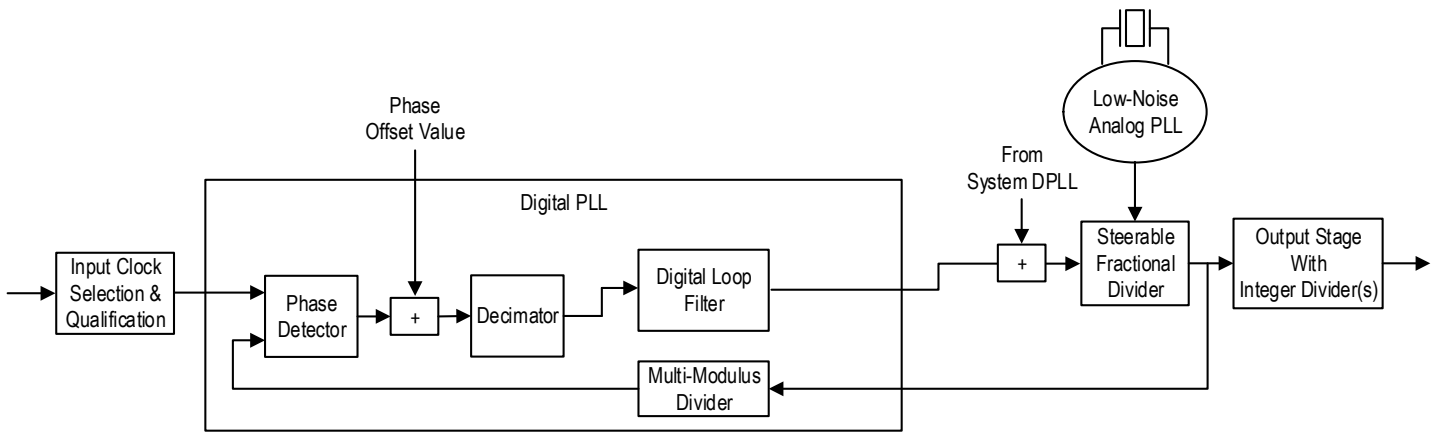 Low-Noise
Analog PLL
Phase
Offset Value
From
System DPLL
Digital PLL
Input Clock
Selection &
Qualification
Phase
Detector
+
Decimator
Digital Loop
Filter
Multi-Modulus
Divider
+
Steerable
Fractional
Divider
Output Stage
With
Integer Divider(s)